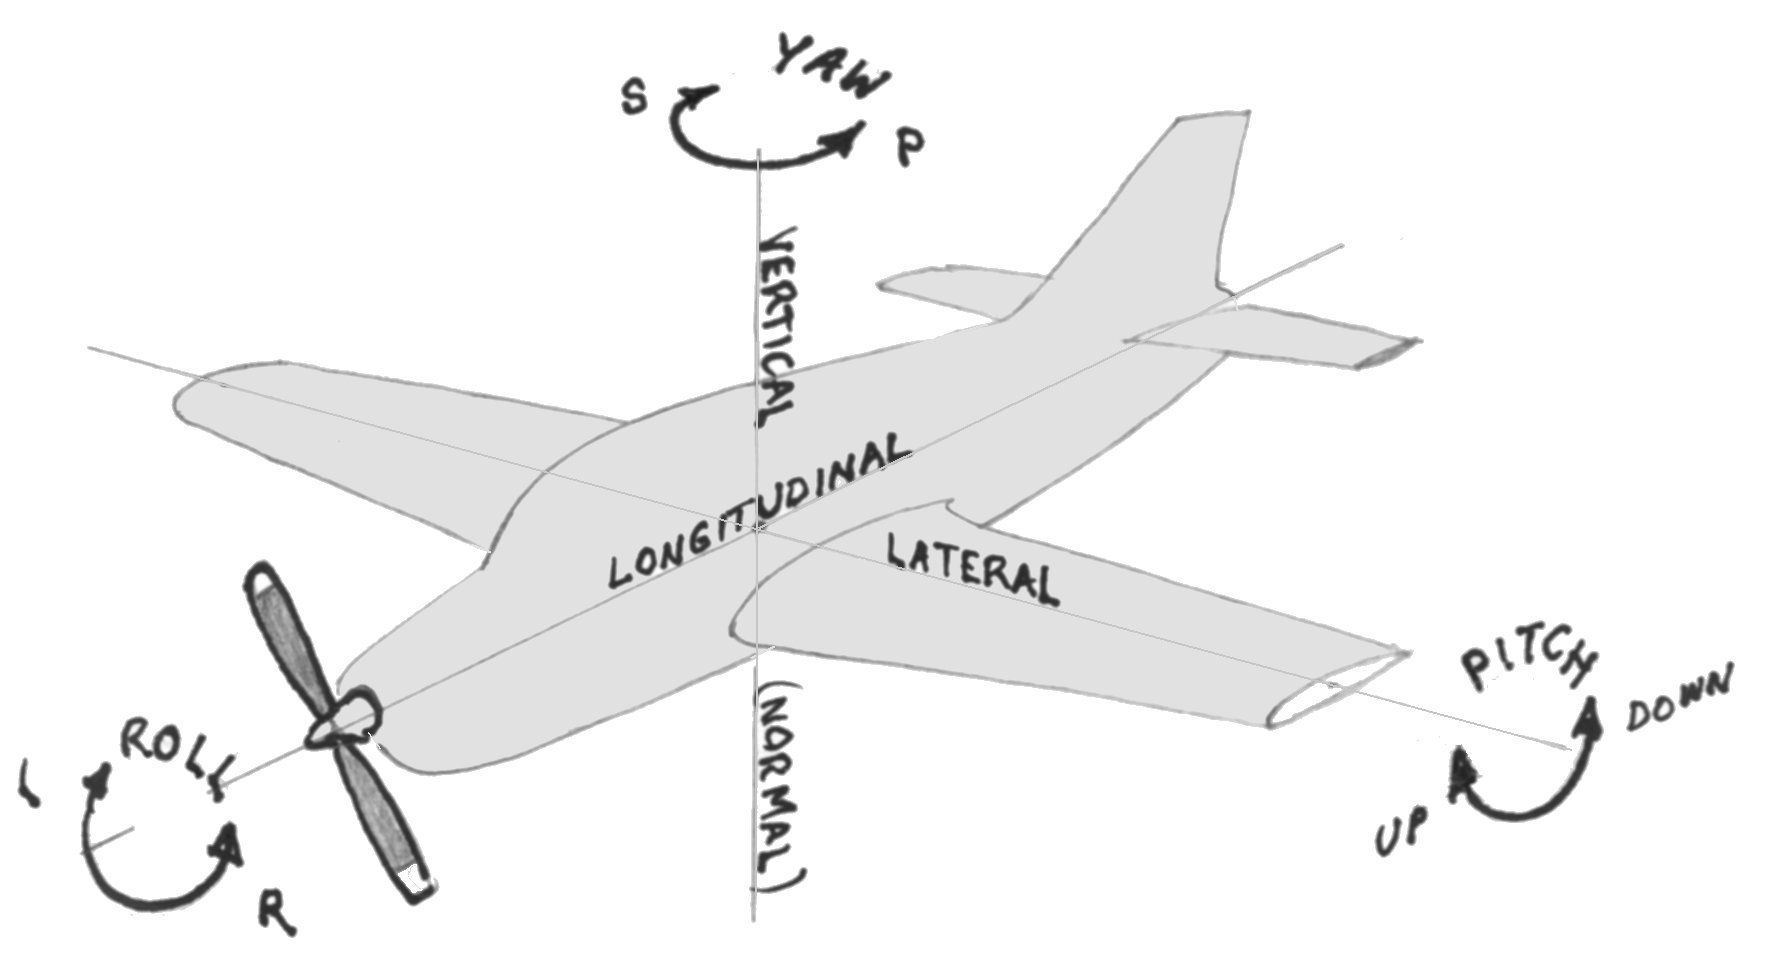 YAW
S
P
VERTICAL
LONGITUDINAL
LATERAL
PITCH
DOWN
UP
(NORMAL)
ROLL
L
R